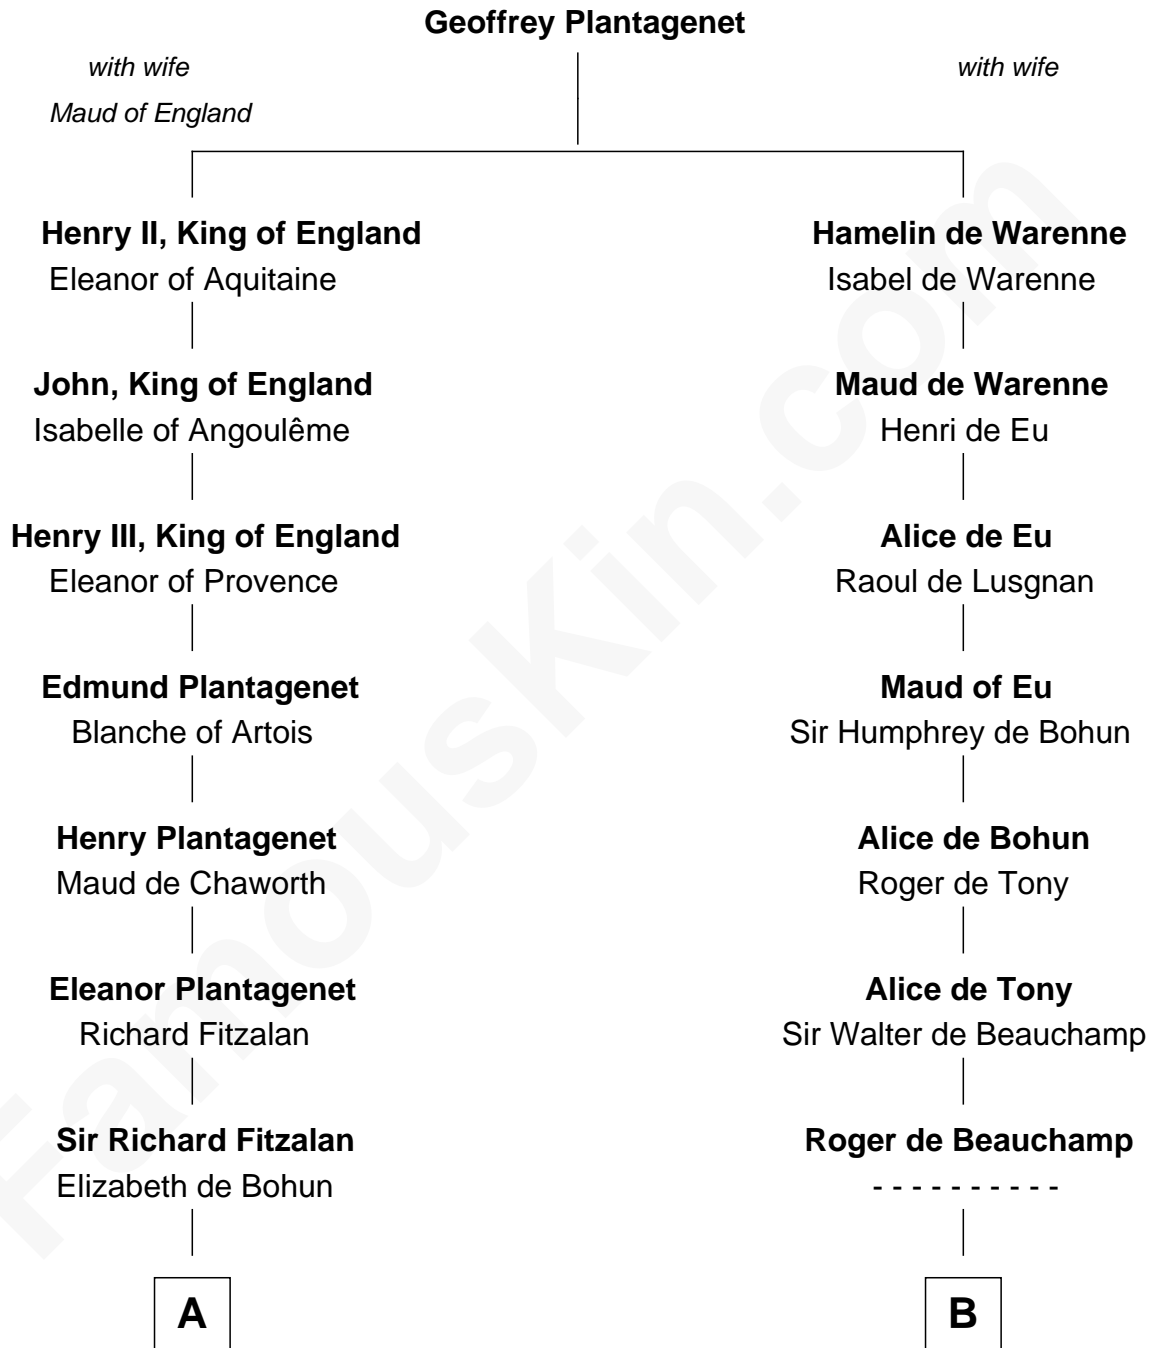 Geoffrey Plantagenet
with wife
Maud of England
with wife
Henry II, King of England
Eleanor of Aquitaine
Hamelin de Warenne
Isabel de Warenne
John, King of England
Isabelle of Angoulême
Maud de Warenne
Henri de Eu
Henry III, King of England
Eleanor of Provence
Alice de Eu
Raoul de Lusgnan
Edmund Plantagenet
Blanche of Artois
Maud of Eu
Sir Humphrey de Bohun
Henry Plantagenet
Maud de Chaworth
Alice de Bohun
Roger de Tony
Eleanor Plantagenet
Richard Fitzalan
Alice de Tony
Sir Walter de Beauchamp
Sir Richard Fitzalan
Elizabeth de Bohun
Roger de Beauchamp
- - - - - - - - - -
A
B
FamousKin.com